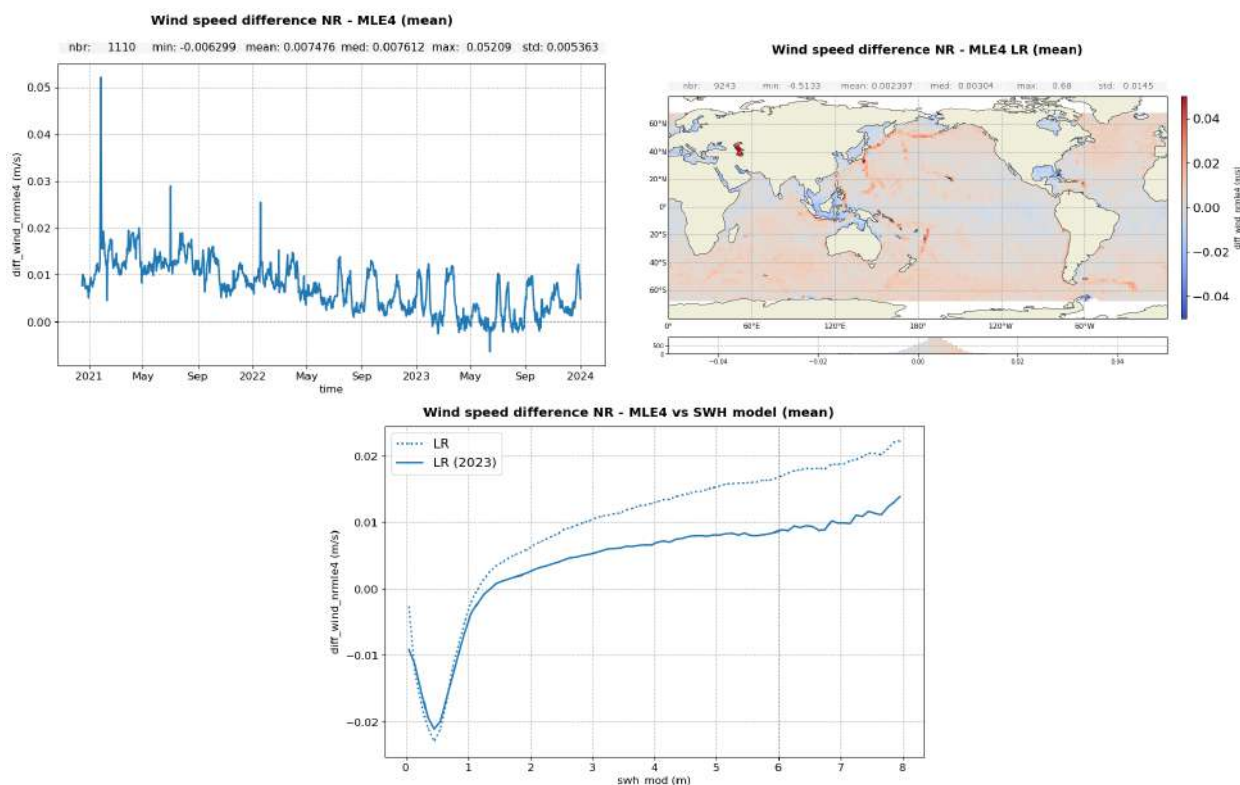 Wind speed difference NR - MLE4 (mean)
nbr: 1110 min: -0.006299 mean: 0.007476 med: 0.007612 max: 0.05209 std: 0.005363
diff_wind_nrmle4 (m/s)
0.05
0.04
0.03
0.02
0.01
0.00
2021 May Sep 2022 May Sep 2023 May Sep 2024
time
Wind speed difference NR - MLE4 LR (mean)
nbr: 9243 min: -0.5133 mean: 0.002397 med: 0.00304 max: 0.68 std: 0.0145
60°N
40°N
20°N
0°
20°S
40°S
60°S
0° 60°E 120°E 180° 120°W 60°W
0.04
0.02
0.00
−0.02
−0.04
diff_wind_nrmle4 (m/s)
500
0
−0.04 −0.02 0.00 0.02 0.04
Wind speed difference NR - MLE4 vs SWH model (mean)
LR
LR (2023)
diff_wind_nrmle4 (m/s)
0.02
0.01
0.00
−0.01
−0.02
0 1 2 3 4 5 6 7 8
swh_mod (m)